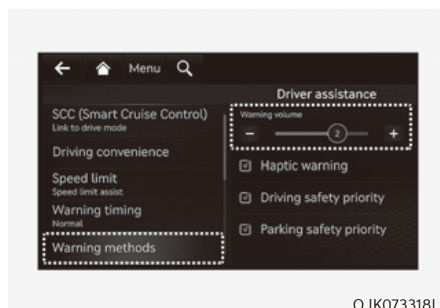 Menu
Driver assistance
SCC (Smart Cruise Control)
Link to drive mode
Driving convenience
Speed limit
Speed limit assist
Warning timing
Normal
Warning methods
Warning volume
– 2 +
Haptic warning
Driving safety priority
Parking safety priority
OJK073318L